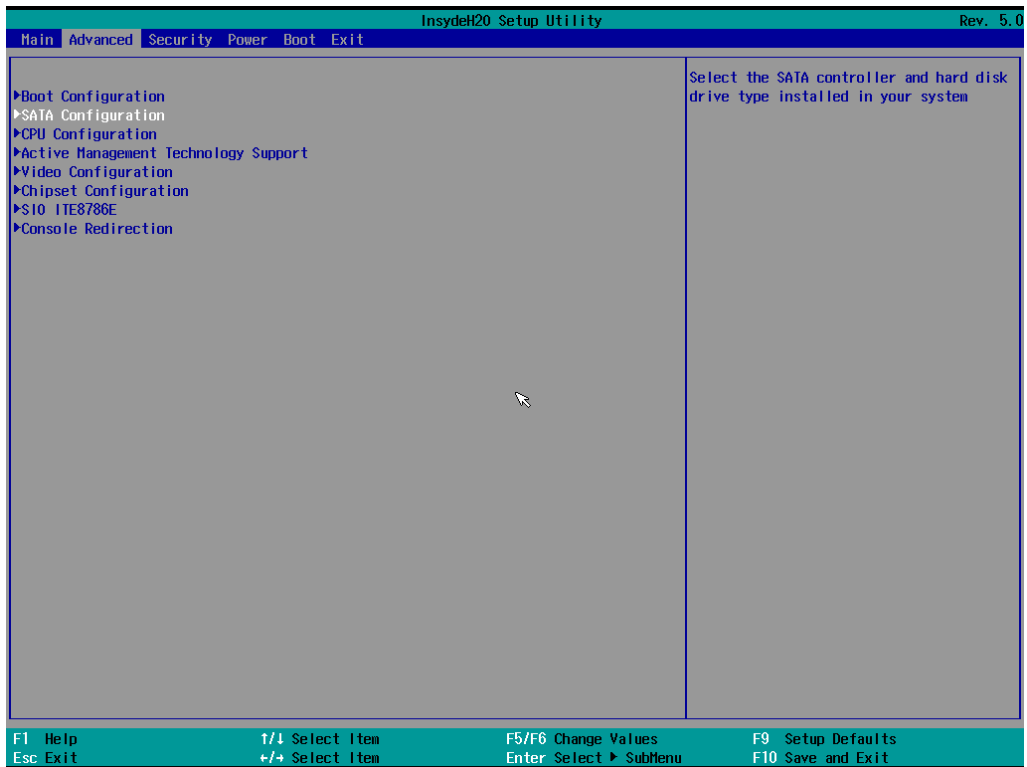 InsydeH20 Setup Utility Rev. 5.0
Main Advanced Security Power Boot Exit
▶Boot Configuration
▶SATA Configuration
▶CPU Configuration
▶Active Management Technology Support
▶Video Configuration
▶Chipset Configuration
▶SIO ITE8786E
▶Console Redirection
Select the SATA controller and hard disk
drive type installed in your system
F1 Help ↑/↓ Select Item F5/F6 Change Values F9 Setup Defaults
Esc Exit ←/→ Select Item Enter Select ▶ SubMenu F10 Save and Exit